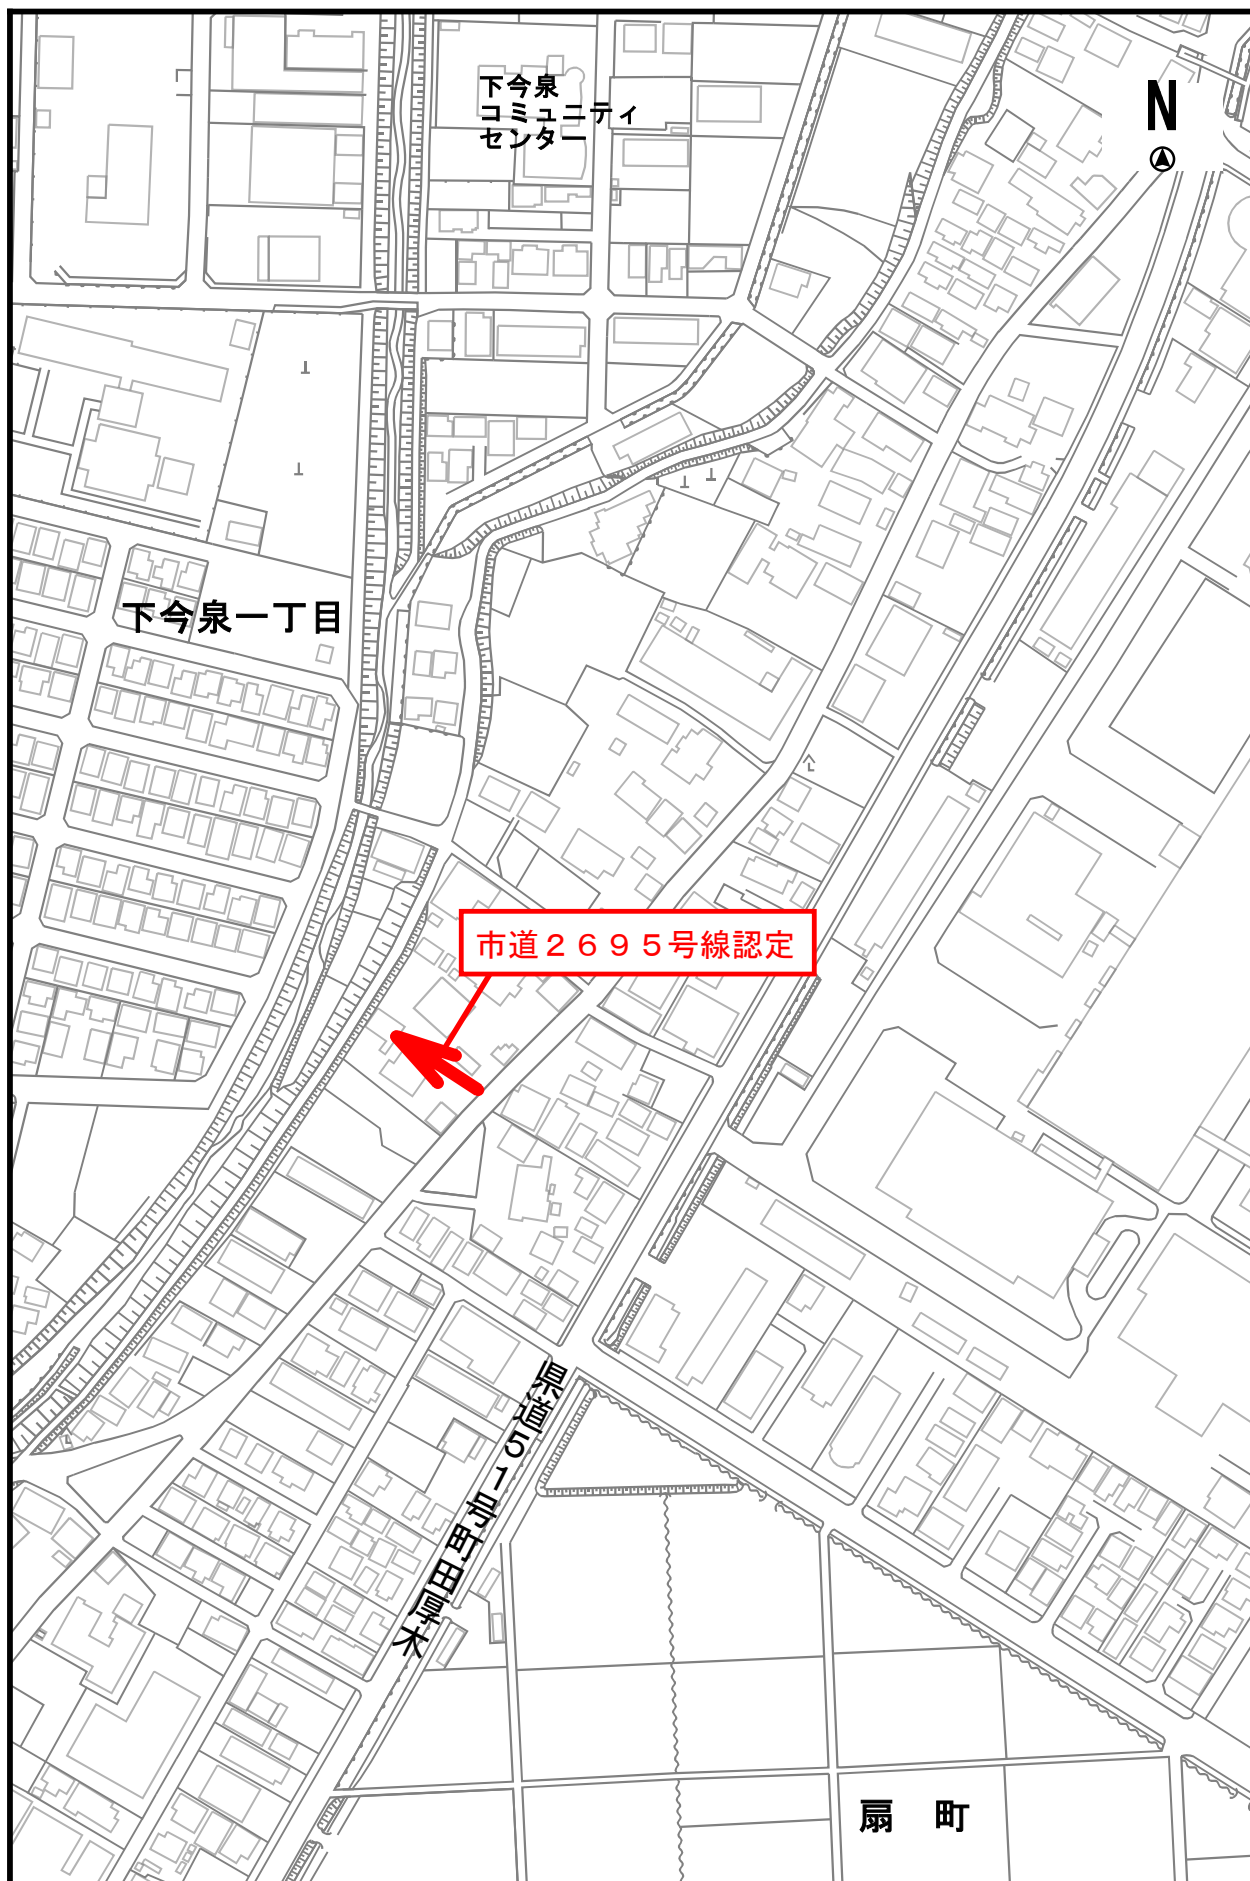 下今泉
コミュニティ
センター
N
下今泉一丁目
市道２６９５号線認定
県道５１号町田厚木
扇　町